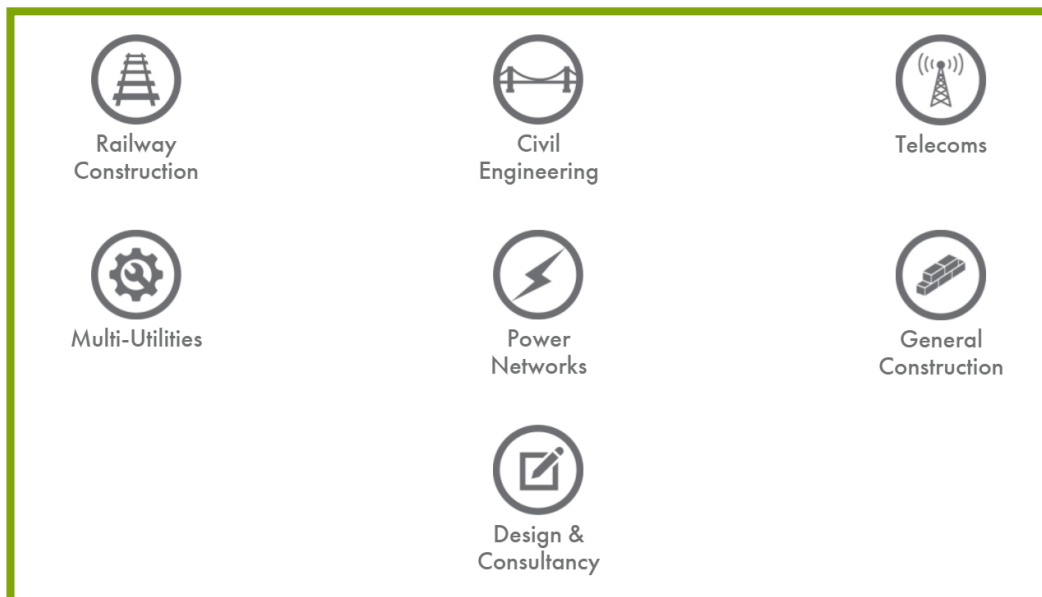 Railway
Construction
Civil
Engineering
Telecoms
Multi-Utilities
Power
Networks
General
Construction
Design &
Consultancy